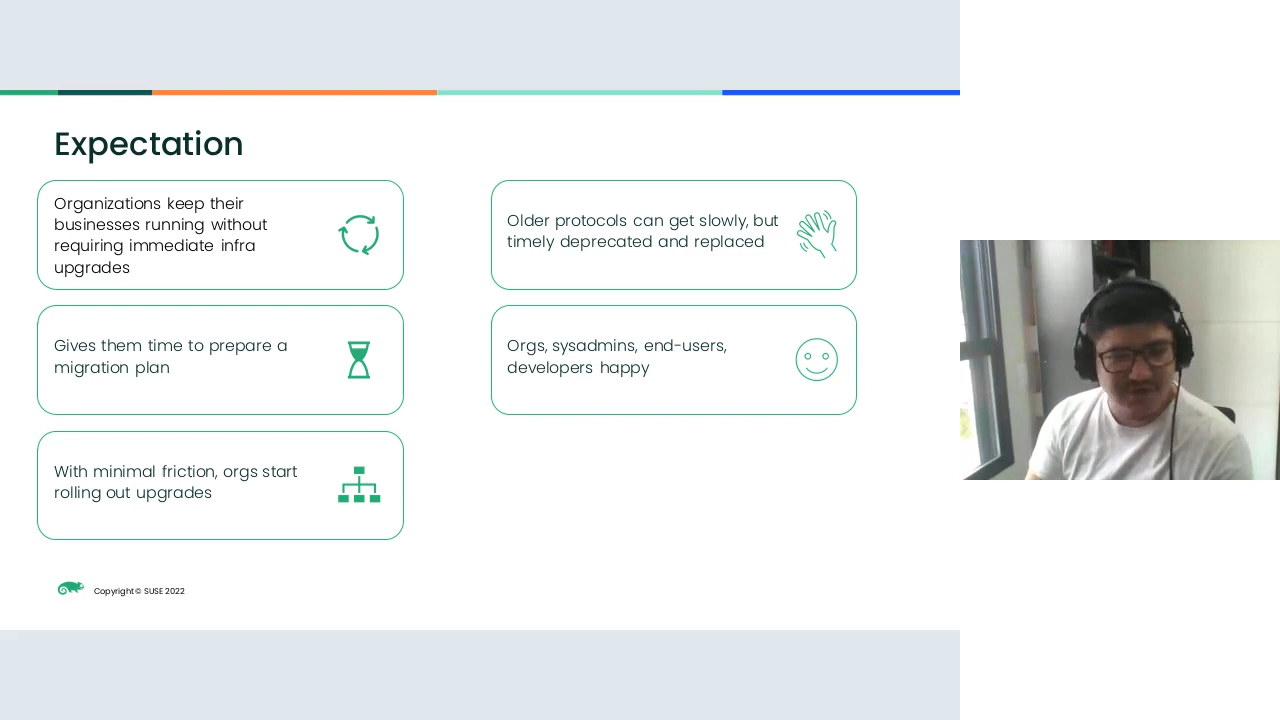 Expectation
Organizations keep their
businesses running without
requiring immediate infra
upgrades
Gives them time to prepare a
migration plan
With minimal friction, orgs start
rolling out upgrades
Older protocols can get slowly, but
timely deprecated and replaced
Orgs, sysadmins, end-users,
developers happy
Copyright © SUSE 2022